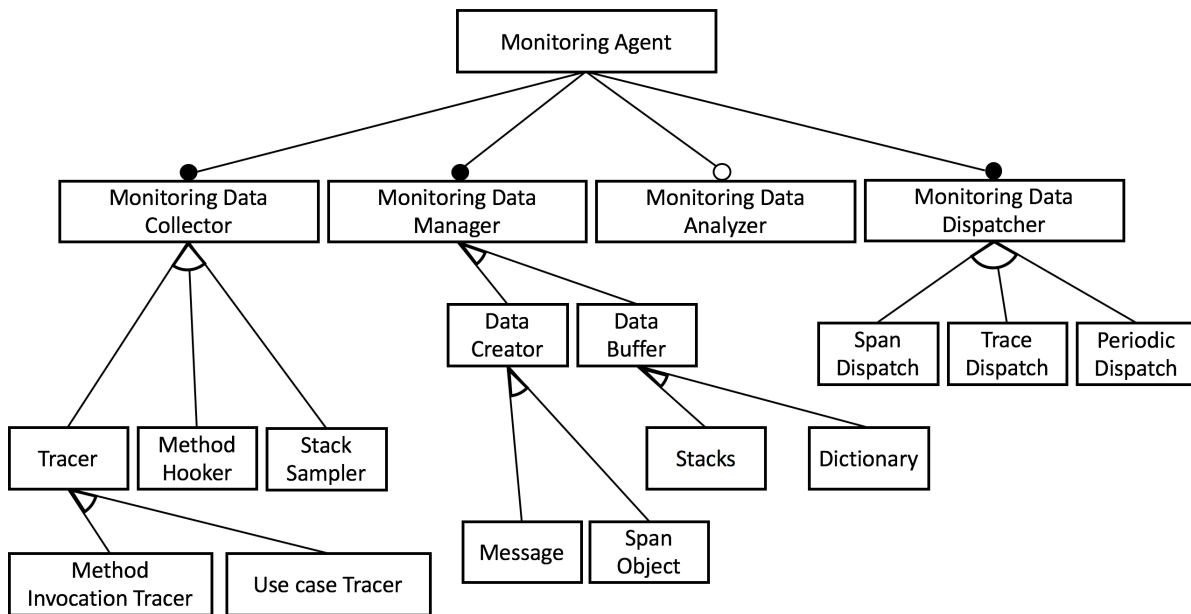 Monitoring Agent
Monitoring Data
Collector
Monitoring Data
Manager
Monitoring Data
Analyzer
Monitoring Data
Dispatcher
Data
Creator
Data
Buffer
Span
Dispatch
Trace
Dispatch
Periodic
Dispatch
Tracer
Method
Hooker
Stack
Sampler
Stacks
Dictionary
Message
Span
Object
Method
Invocation Tracer
Use case Tracer